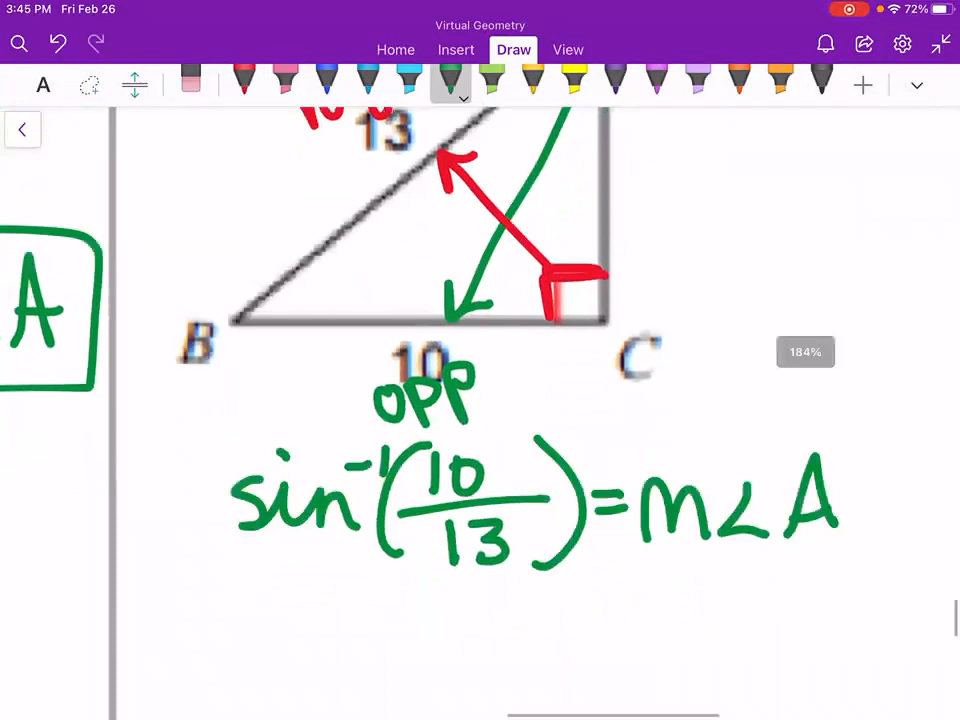 3:45 PM Fri Feb 26
72%
Virtual Geometry
Home Insert Draw View
A
13
A
B
10
C
184%
opp
sin⁻¹(10/13) = m∠A